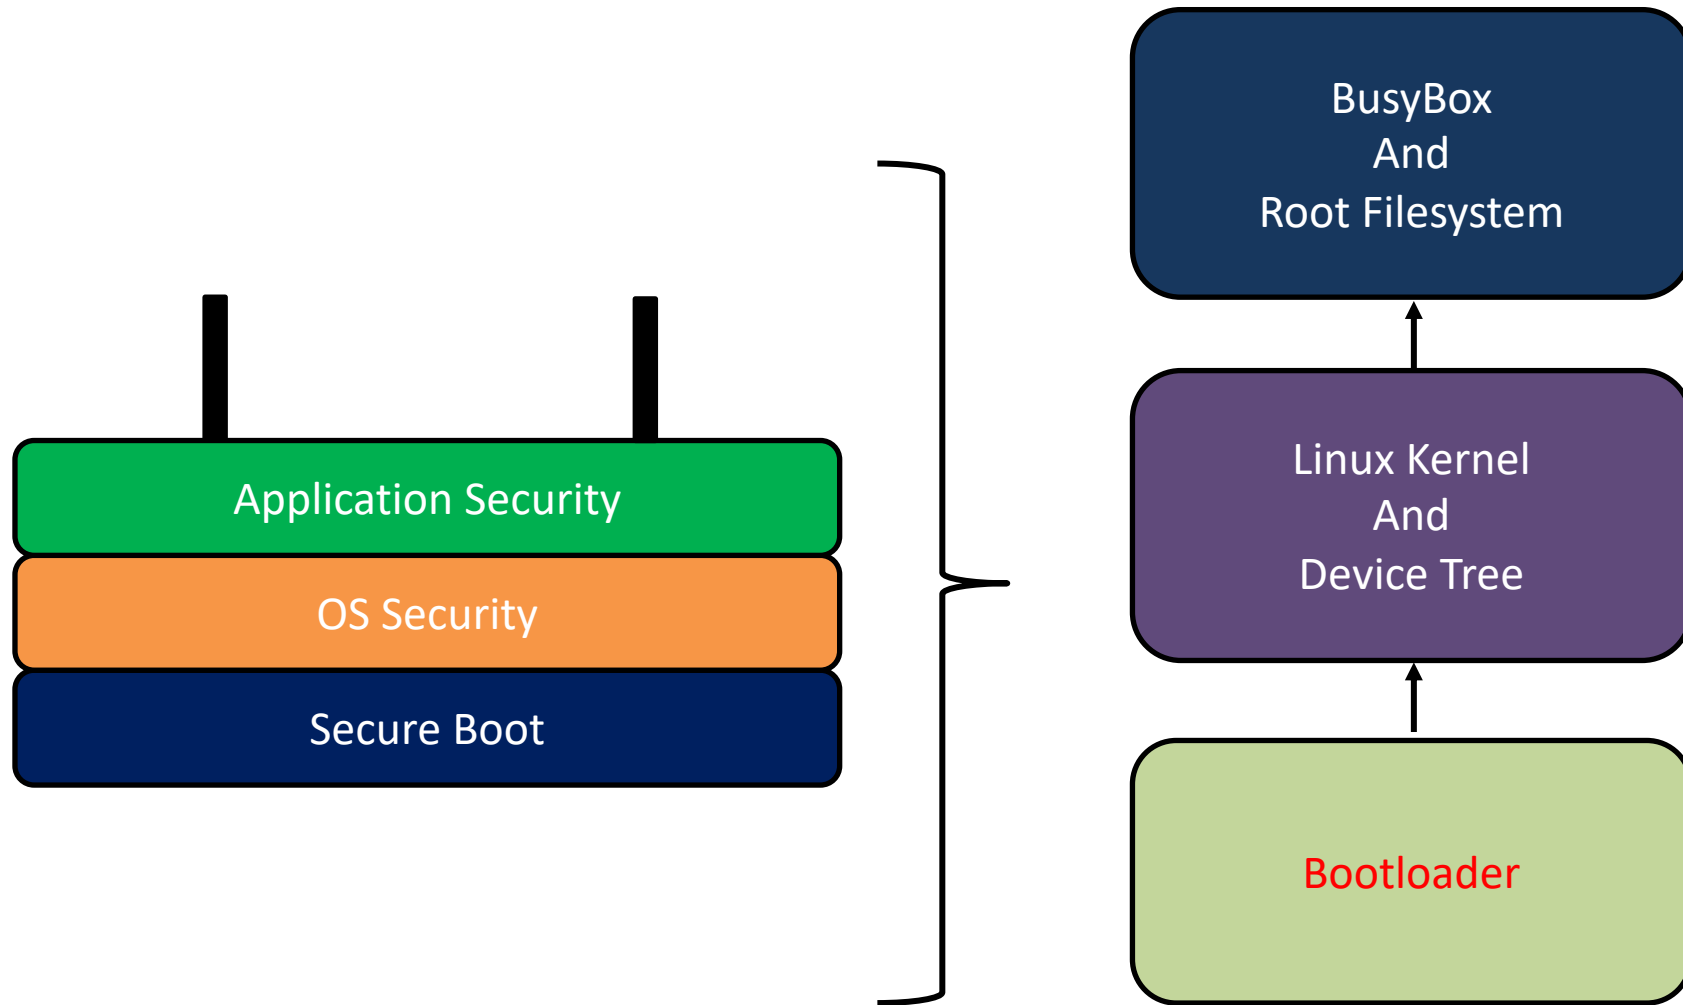 Application Security
OS Security
Secure Boot
BusyBox
And
Root Filesystem
Linux Kernel
And
Device Tree
Bootloader